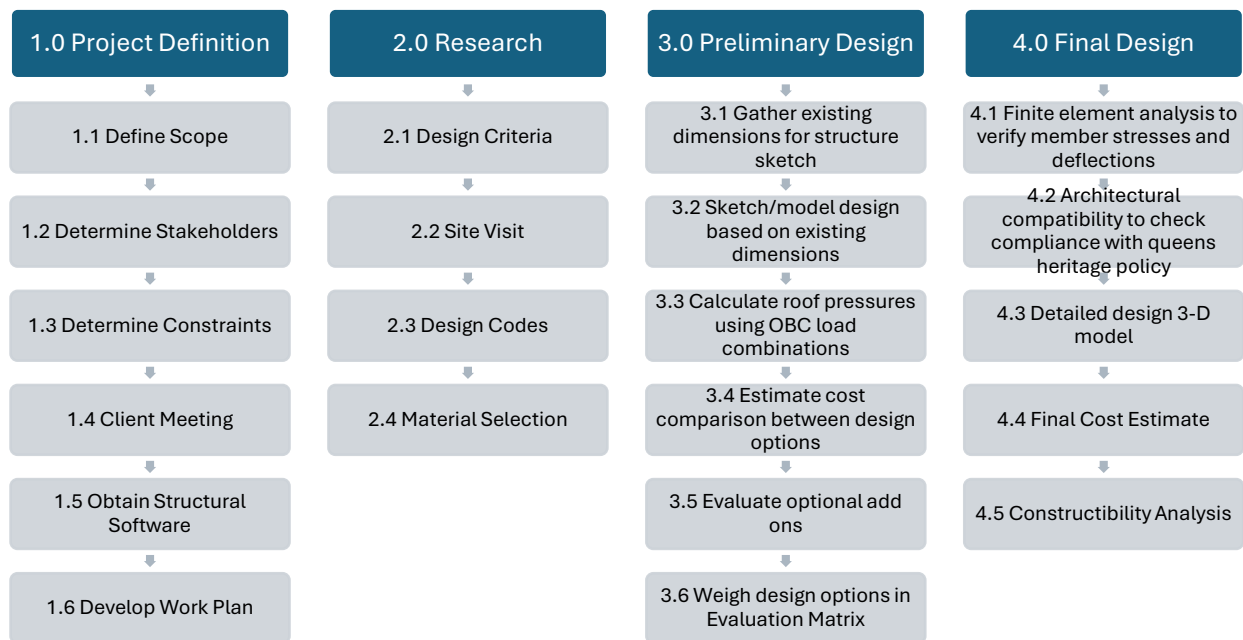 1.0 Project Definition
1.1 Define Scope
1.2 Determine Stakeholders
1.3 Determine Constraints
1.4 Client Meeting
1.5 Obtain Structural
Software
1.6 Develop Work Plan
2.0 Research
2.1 Design Criteria
2.2 Site Visit
2.3 Design Codes
2.4 Material Selection
3.0 Preliminary Design
3.1 Gather existing
dimensions for structure
sketch
3.2 Sketch/model design
based on existing
dimensions
3.3 Calculate roof pressures
using OBC load
combinations
3.4 Estimate cost
comparison between design
options
3.5 Evaluate optional add
ons
3.6 Weigh design options in
Evaluation Matrix
4.0 Final Design
4.1 Finite element analysis to
verify member stresses and
deflections
4.2 Architectural
compatibility to check
compliance with queens
heritage policy
4.3 Detailed design 3-D
model
4.4 Final Cost Estimate
4.5 Constructibility Analysis